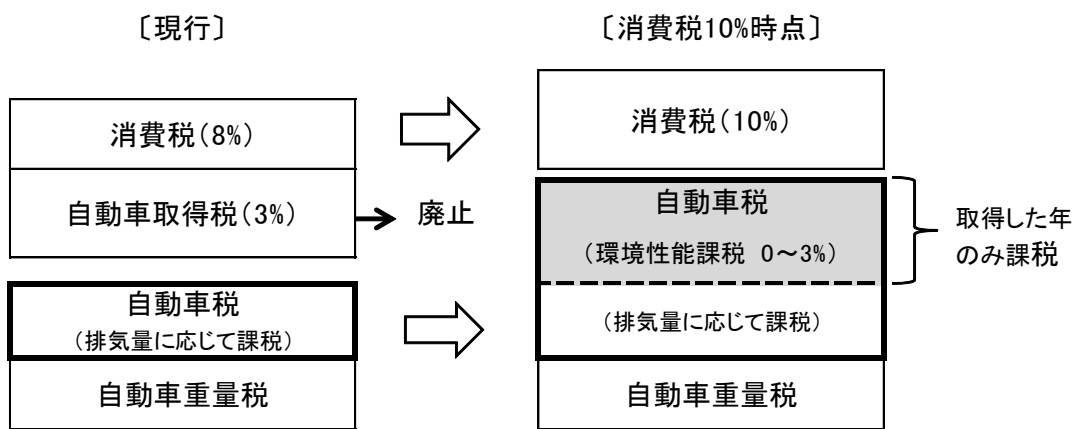 〔現行〕
〔消費税10%時点〕
消費税(8%)
自動車取得税(3%)
廃止
自動車税
(排気量に応じて課税)
自動車重量税
消費税(10%)
自動車税
(環境性能課税 0~3%)
(排気量に応じて課税)
自動車重量税
取得した年
のみ課税